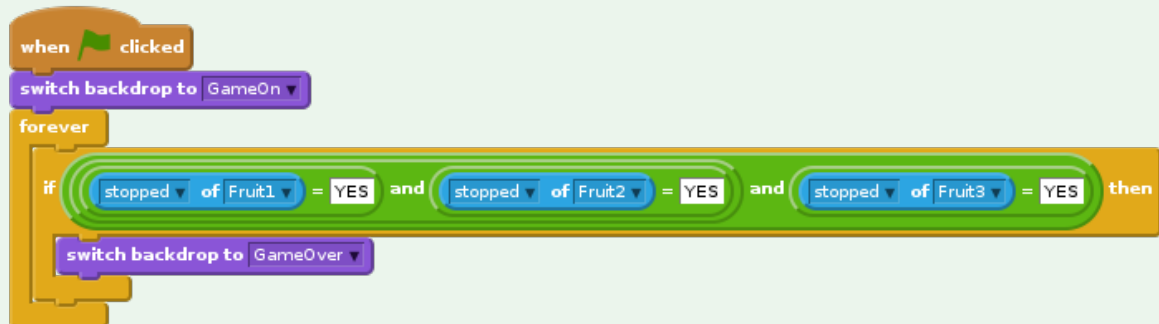 when clicked
switch backdrop to GameOn
forever
if stopped of Fruit1 = YES and stopped of Fruit2 = YES and stopped of Fruit3 = YES then
switch backdrop to GameOver